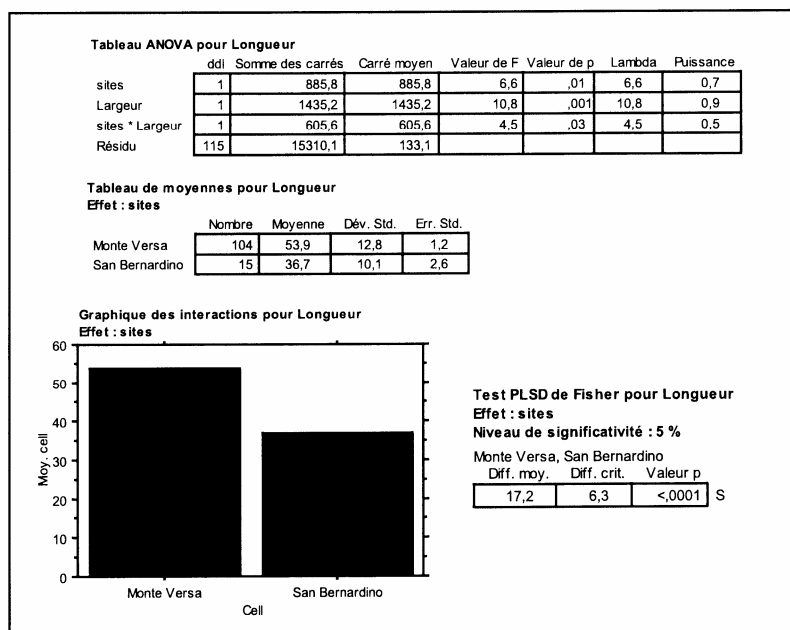 Tableau ANOVA pour Longueur
ddl Somme des carrés Carré moyen Valeur de F Valeur de p Lambda Puissance
sites 1 885,8 885,8 6,6 ,01 6,6 0,7
Largeur 1 1435,2 1435,2 10,8 ,001 10,8 0,9
sites * Largeur 1 605,6 605,6 4,5 ,03 4,5 0,5
Résidu 115 15310,1 133,1
Tableau de moyennes pour Longueur
Effet : sites
Nombre Moyenne Dév. Std. Err. Std.
Monte Versa 104 53,9 12,8 1,2
San Bernardino 15 36,7 10,1 2,6
Graphique des interactions pour Longueur
Effet : sites
60
50
40
30
20
10
0
Moy. cell
Monte Versa San Bernardino
Cell
Test PLSD de Fisher pour Longueur
Effet : sites
Niveau de significativité : 5 %
Monte Versa, San Bernardino
Diff. moy. Diff. crit. Valeur p
17,2 6,3 <,0001 S